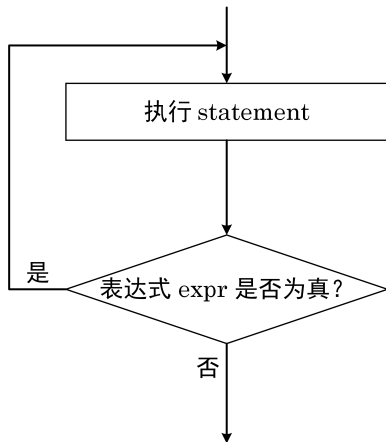 执行 statement
表达式 expr 是否为真?
是
否